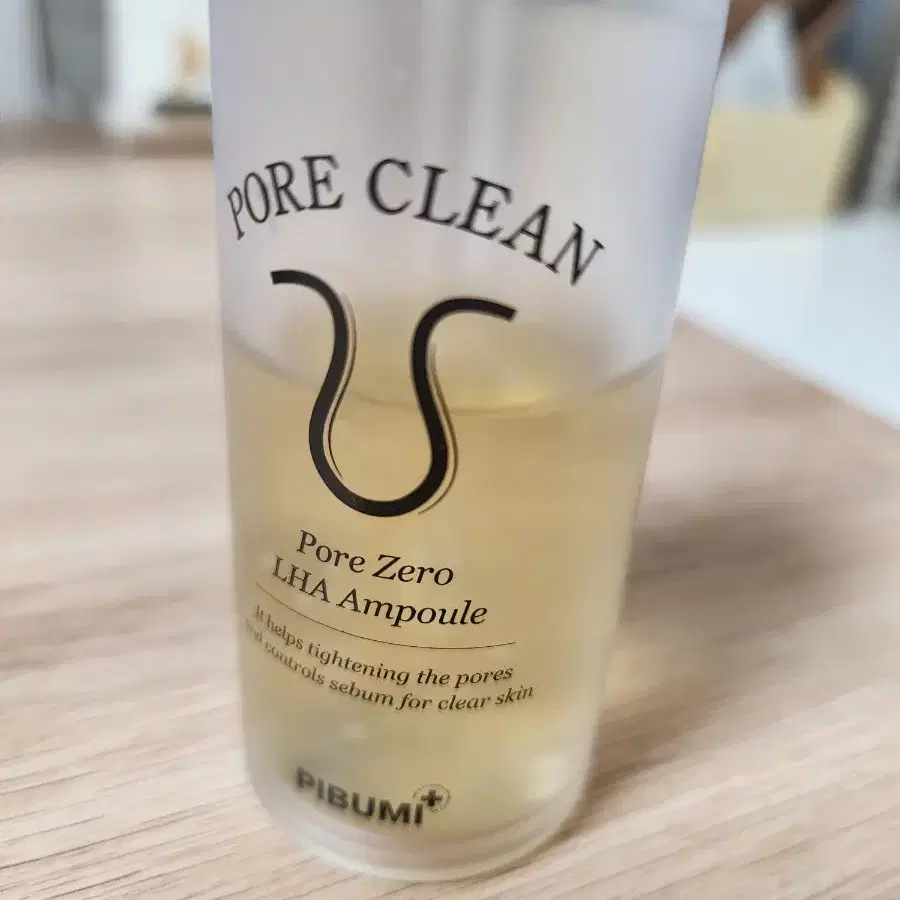 PORE CLEAN
Pore Zero
LHA Ampoule
It helps tightening the pores
and controls sebum for clear skin
PIBUMI+